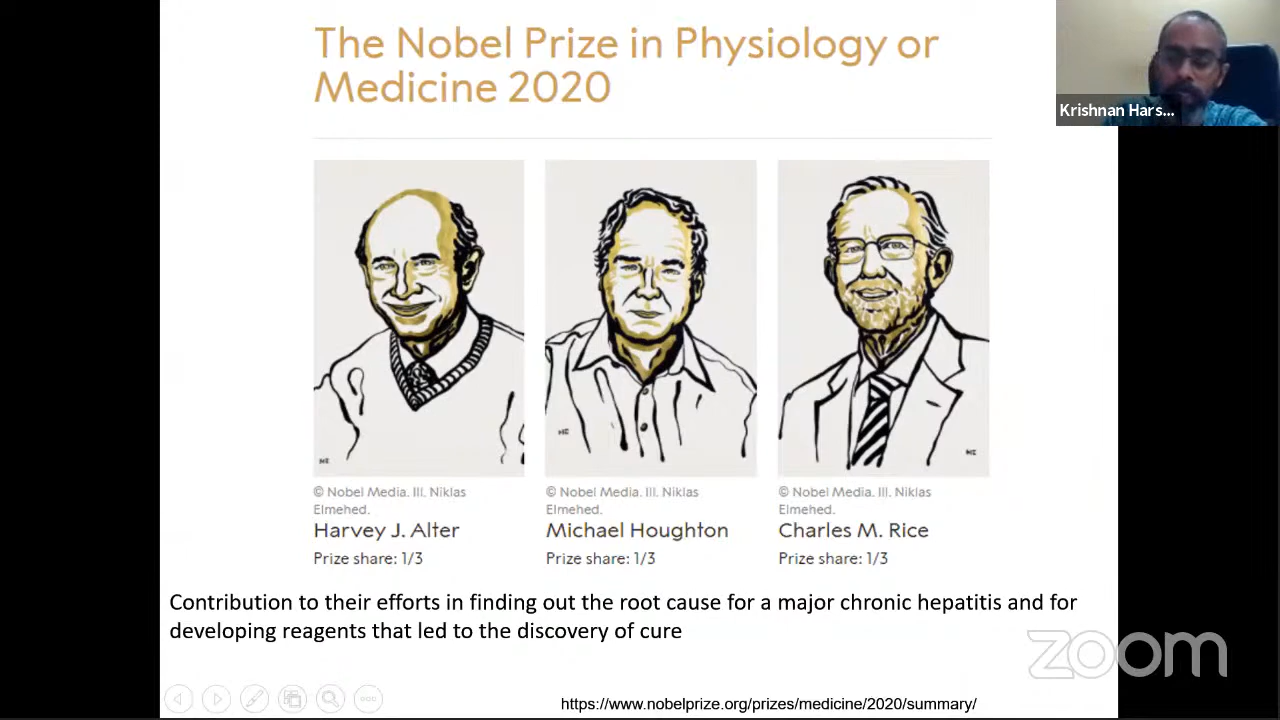 The Nobel Prize in Physiology or
Medicine 2020
Krishnan Hars...
© Nobel Media. Ill. Niklas
Elmehed.
Harvey J. Alter
Prize share: 1/3
© Nobel Media. Ill. Niklas
Elmehed.
Michael Houghton
Prize share: 1/3
© Nobel Media. Ill. Niklas
Elmehed.
Charles M. Rice
Prize share: 1/3
Contribution to their efforts in finding out the root cause for a major chronic hepatitis and for
developing reagents that led to the discovery of cure
zoom
https://www.nobelprize.org/prizes/medicine/2020/summary/